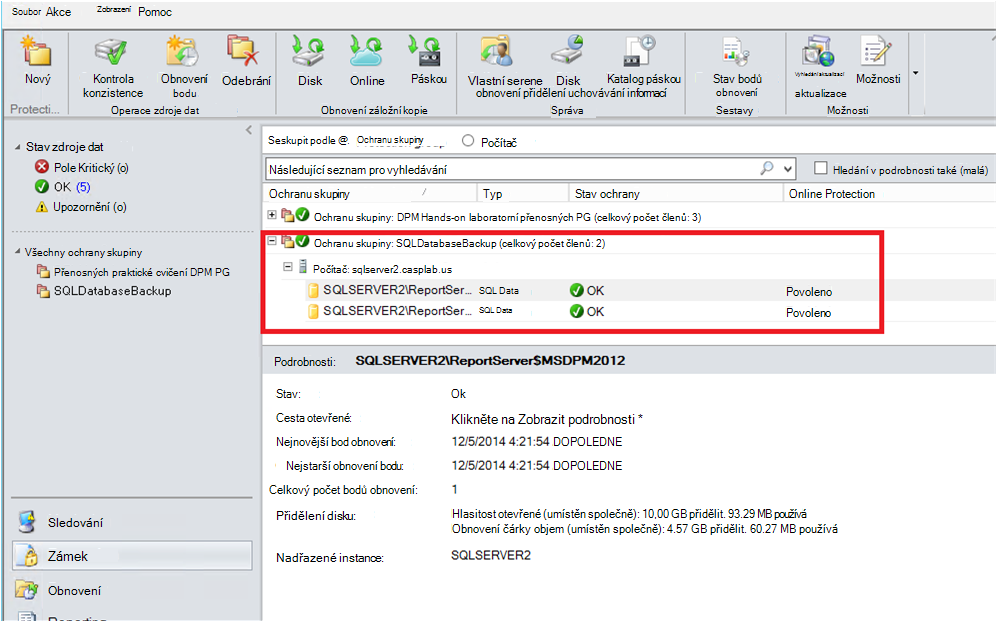 Soubor Akce Zobrazení Pomoc
Nový
Kontrola konzistence
Obnovení bodu
Odebrání
Disk
Online
Páskou
Vlastní serene Disk Katalog páskou
obnovení přidělení uchovávání informací
Stav bodů obnovení
Vyhledání aktualizací
aktualizace
Možnosti
Protecti...
Operace zdroje dat
Obnovení záložní kopie
Správa
Sestavy
Možnosti
Stav zdroje dat
Pole Kritický (o)
OK (5)
Upozornění (o)
Všechny ochrany skupiny
Přenosných praktické cvičení DPM PG
SQLDatabaseBackup
Sledování
Zámek
Obnovení
Reporting
Seskupit podle @. Ochranu skupiny Počítač
Následující seznam pro vyhledávání
Hledání v podrobnosti také (malá)
Ochranu skupiny / Typ Stav ochrany Online Protection
Ochranu skupiny: DPM Hands-on laboratorní přenosných PG (celkový počet členů: 3)
Ochranu skupiny: SQLDatabaseBackup (celkový počet členů: 2)
Počítač: sqlserver2.casplab.us
SQLSERVER2\ReportSer... SQL Data OK Povoleno
SQLSERVER2\ReportSer... SQL Data OK Povoleno
Podrobnosti: SQLSERVER2\ReportServer$MSDPM2012
Stav: Ok
Cesta otevřené: Klikněte na Zobrazit podrobnosti *
Nejnovější bod obnovení: 12/5/2014 4:21:54 DOPOLEDNE
Nejstarší obnovení bodu: 12/5/2014 4:21:54 DOPOLEDNE
Celkový počet bodů obnovení: 1
Přidělení disku: Hlasitost otevřené (umístěn společně): 10,00 GB přidělit. 93.29 MB používá
Obnovení čárky objem (umístěn společně): 4.57 GB přidělit. 60.27 MB používá
Nadřazené instance: SQLSERVER2